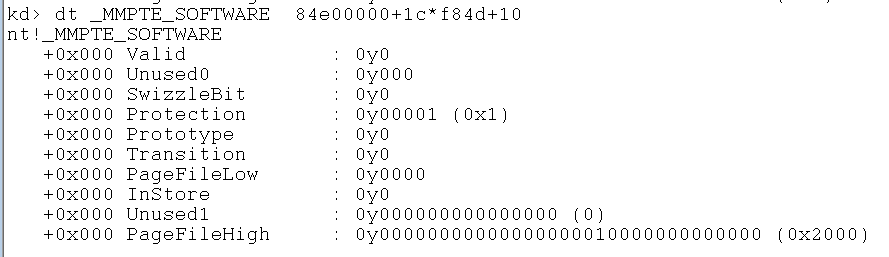 kd> dt _MMPTE_SOFTWARE 84e00000+1c*f84d+10
nt!_MMPTE_SOFTWARE
+0x000 Valid : 0y0
+0x000 Unused0 : 0y000
+0x000 SwizzleBit : 0y0
+0x000 Protection : 0y00001 (0x1)
+0x000 Prototype : 0y0
+0x000 Transition : 0y0
+0x000 PageFileLow : 0y0000
+0x000 InStore : 0y0
+0x000 Unused1 : 0y000000000000000 (0)
+0x000 PageFileHigh : 0y00000000000000000010000000000000 (0x2000)